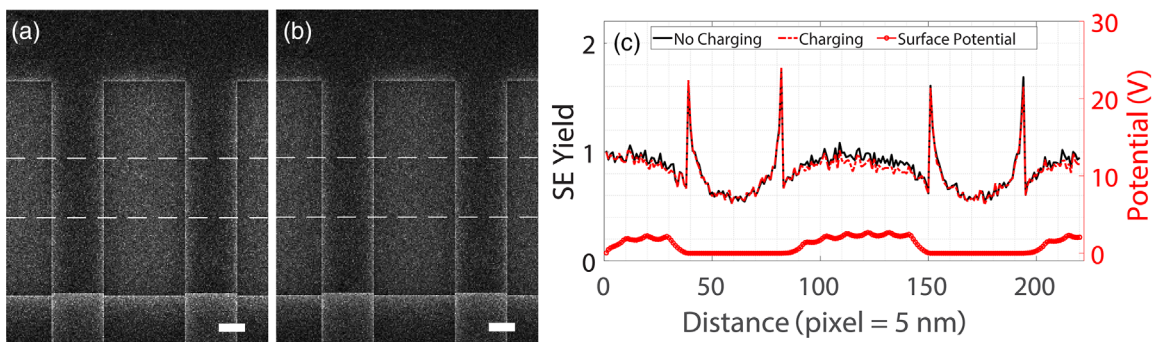 (a)
(b)
(c)
No Charging
Charging
Surface Potential
2
1
0
SE Yield
30
20
10
0
Potential (V)
0
50
100
150
200
Distance (pixel = 5 nm)